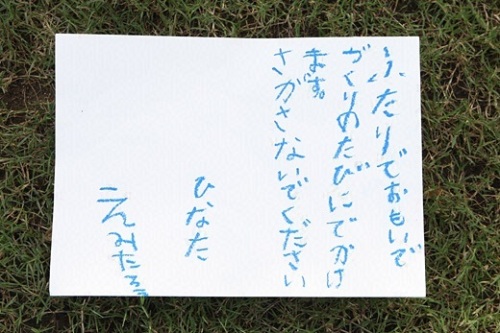 ふたりでおもいで
づくりのたびにでかけ
ます。
さがさないでください
ひなた
えんみたろう